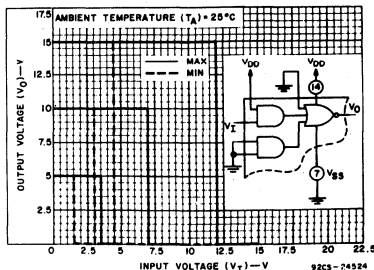 AMBIENT TEMPERATURE (TA)=25°C
17.5
15
12.5
10
7.5
5
2.5
0
OUTPUT VOLTAGE (VO)—V
MAX
MIN
VDD
VDD
14
VI
VO
7
VSS
0 2.5 5 7.5 10 12.5 15 17.5 20 22.5
INPUT VOLTAGE (VI)—V
92CS-24524